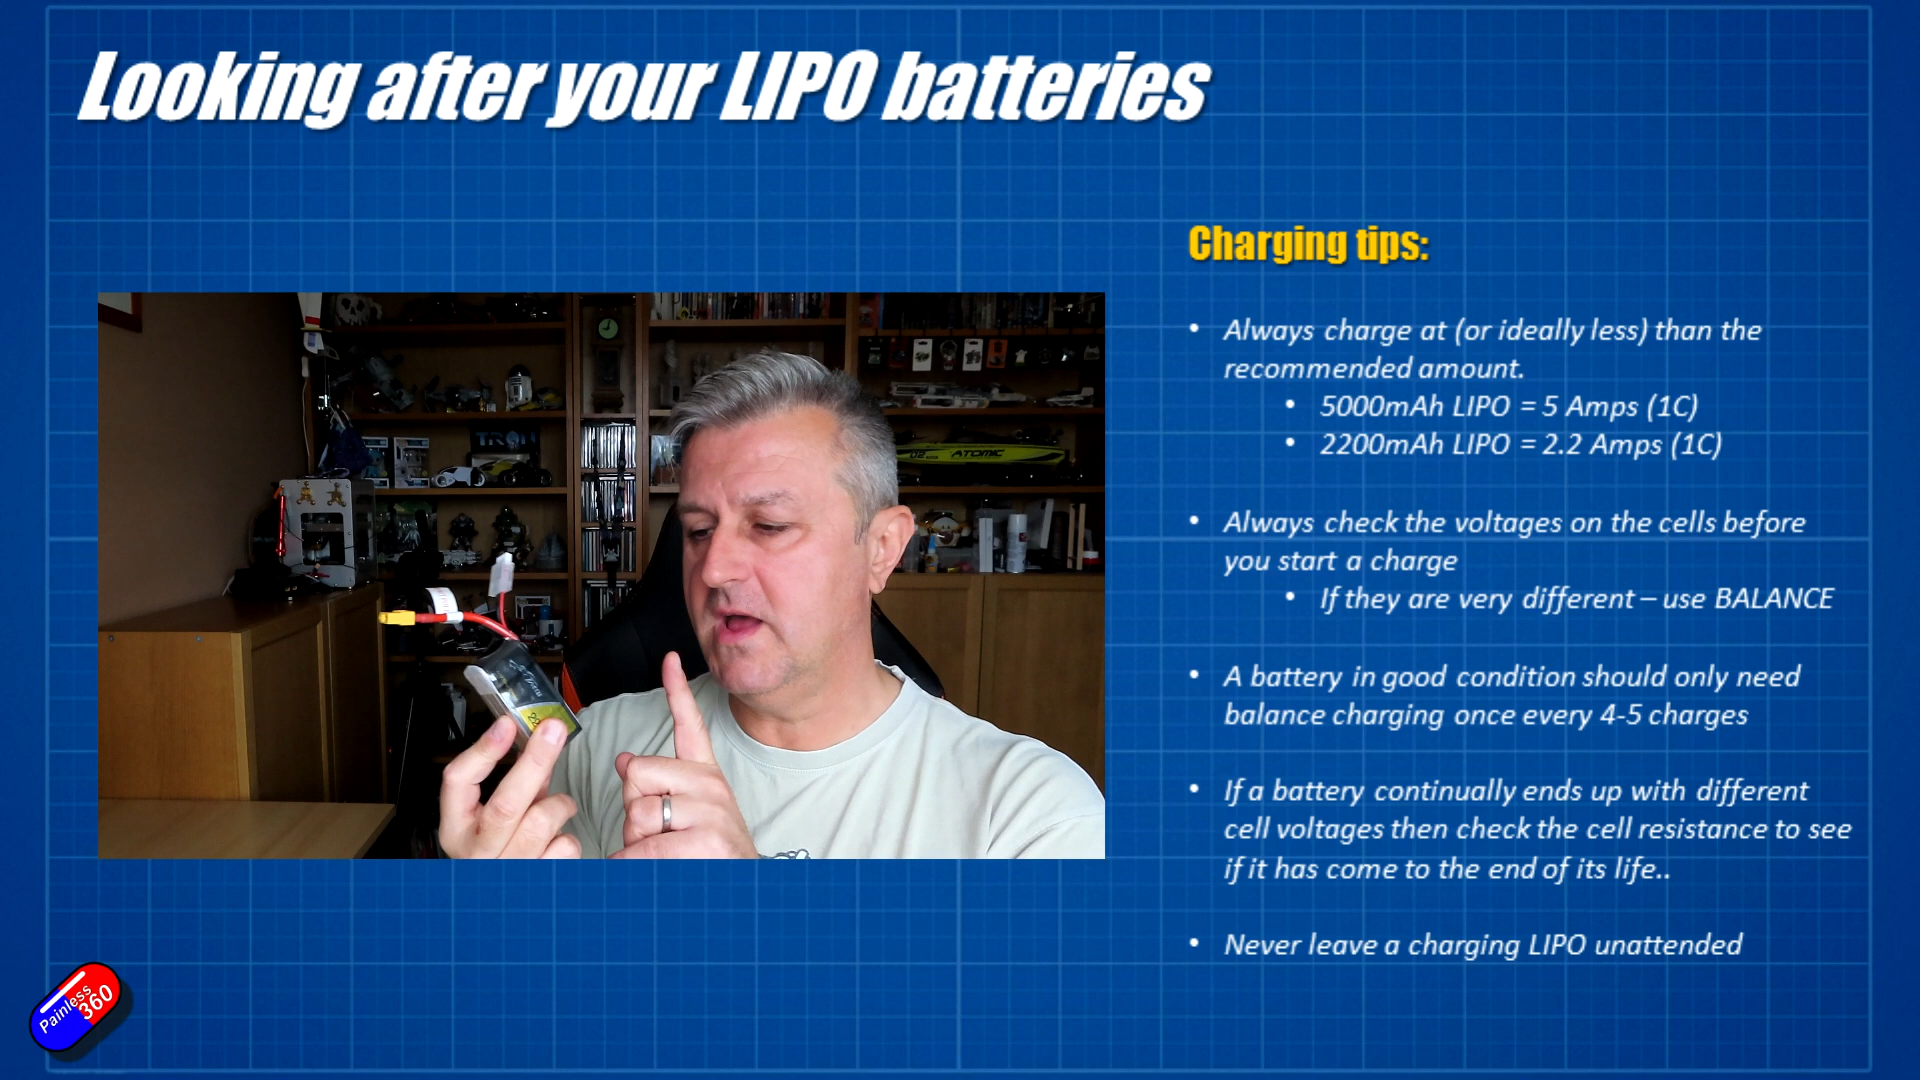 Looking after your LIPO batteries
Charging tips:
• Always charge at (or ideally less) than the
recommended amount.
• 5000mAh LIPO = 5 Amps (1C)
• 2200mAh LIPO = 2.2 Amps (1C)
• Always check the voltages on the cells before
you start a charge
• If they are very different – use BALANCE
• A battery in good condition should only need
balance charging once every 4-5 charges
• If a battery continually ends up with different
cell voltages then check the cell resistance to see
if it has come to the end of its life..
• Never leave a charging LIPO unattended
TRON
02
ATOMIC
Painless
360